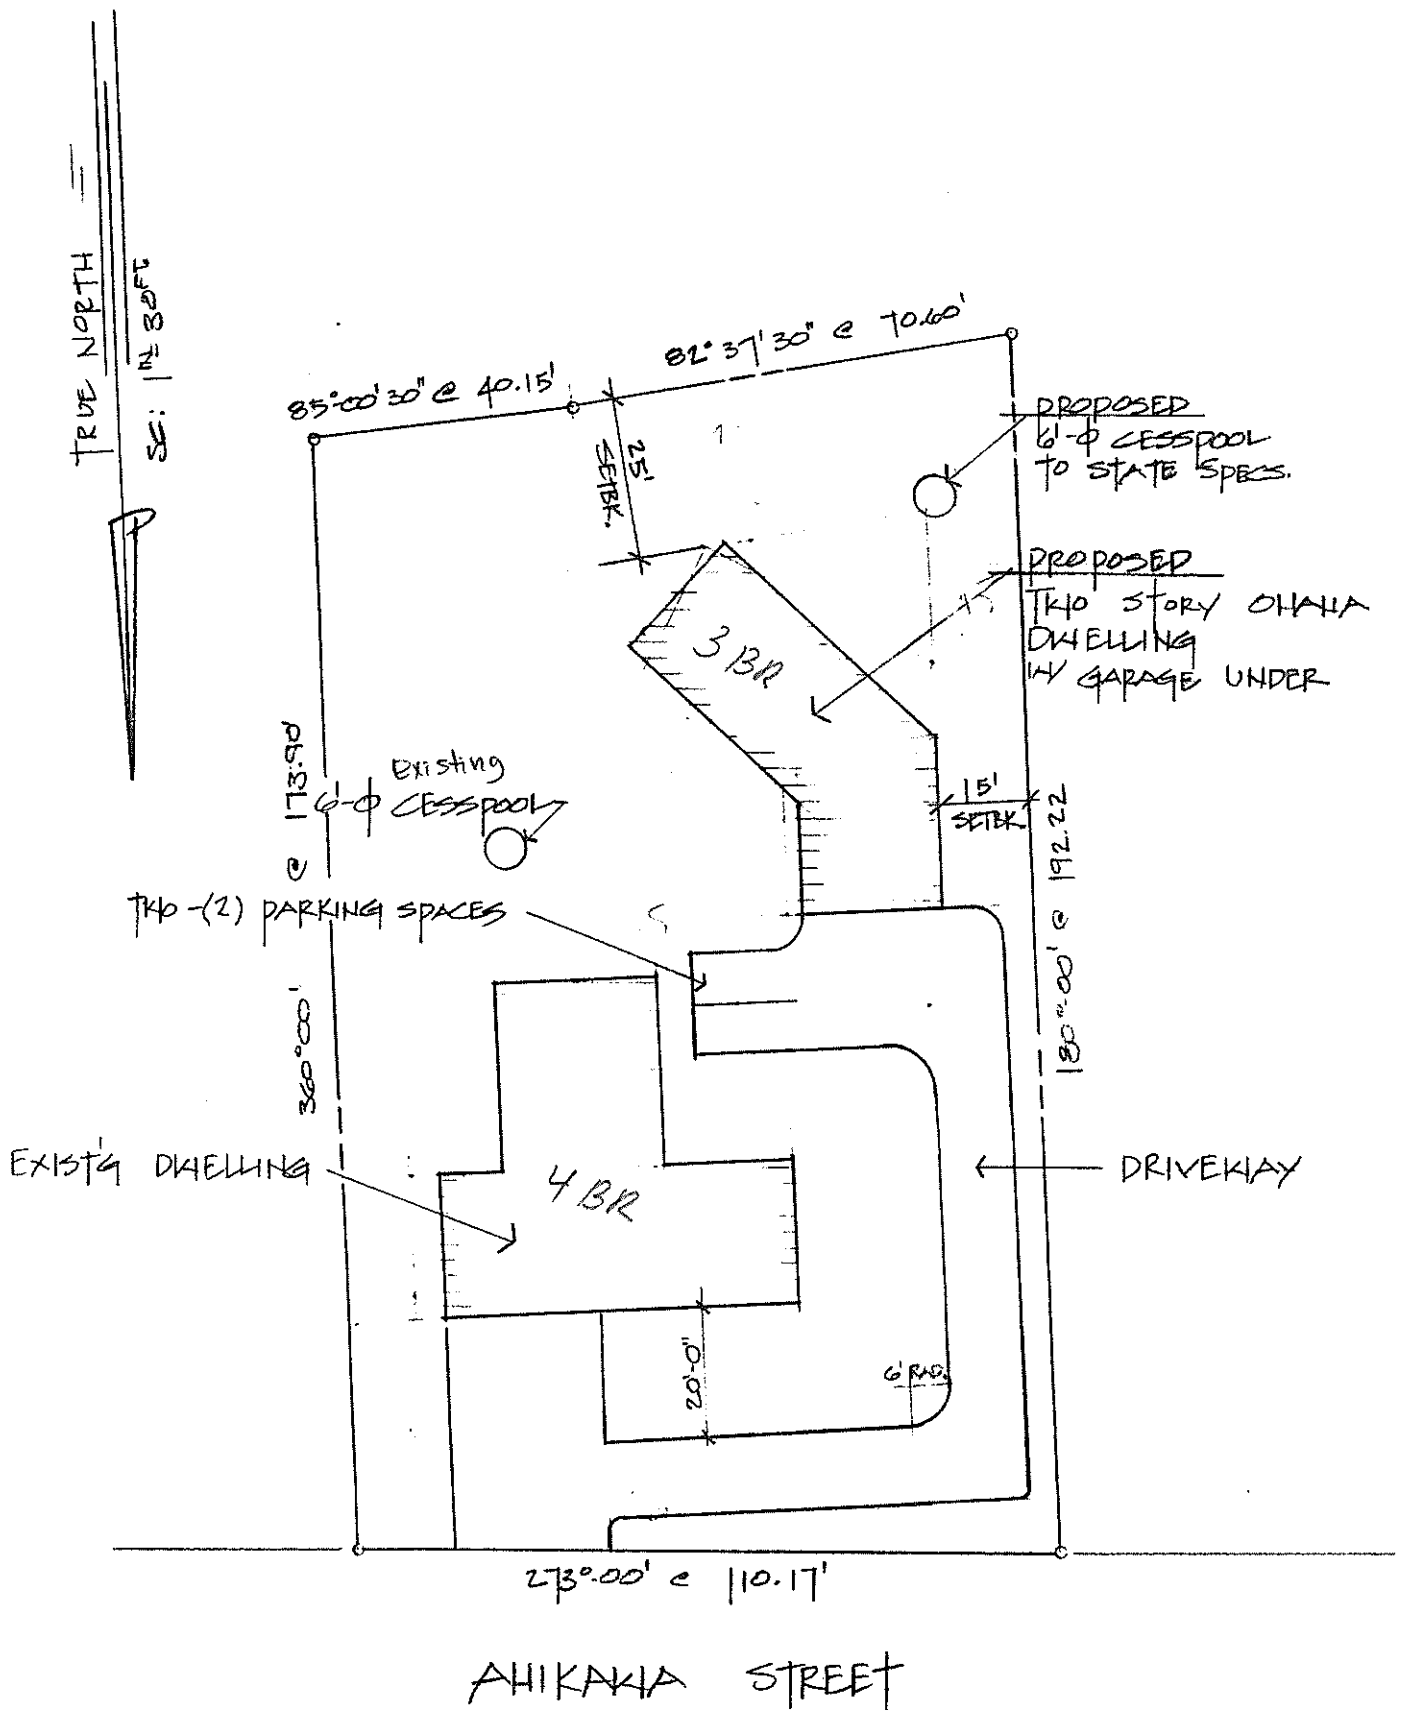 TRUE NORTH
SC: 1IN = 30FT
85°-00'30" @ 40.15'
82°37'30" @ 70.60'
25'
SETBK.
PROPOSED
6'-Φ CESSPOOL
TO STATE SPECS.
PROPOSED
TWO STORY OHANA
DWELLING
W/ GARAGE UNDER
3 BR
15'
SETBK.
existing
6'-Φ CESSPOOL
360°00' @ 173.90'
180°-00' @ 192.22
TWO-(2) PARKING SPACES
EXIST'G DWELLING
4 BR
DRIVEWAY
20'-0"
6' RAD.
273°.00' @ 110.17'
AHIKAWA STREET